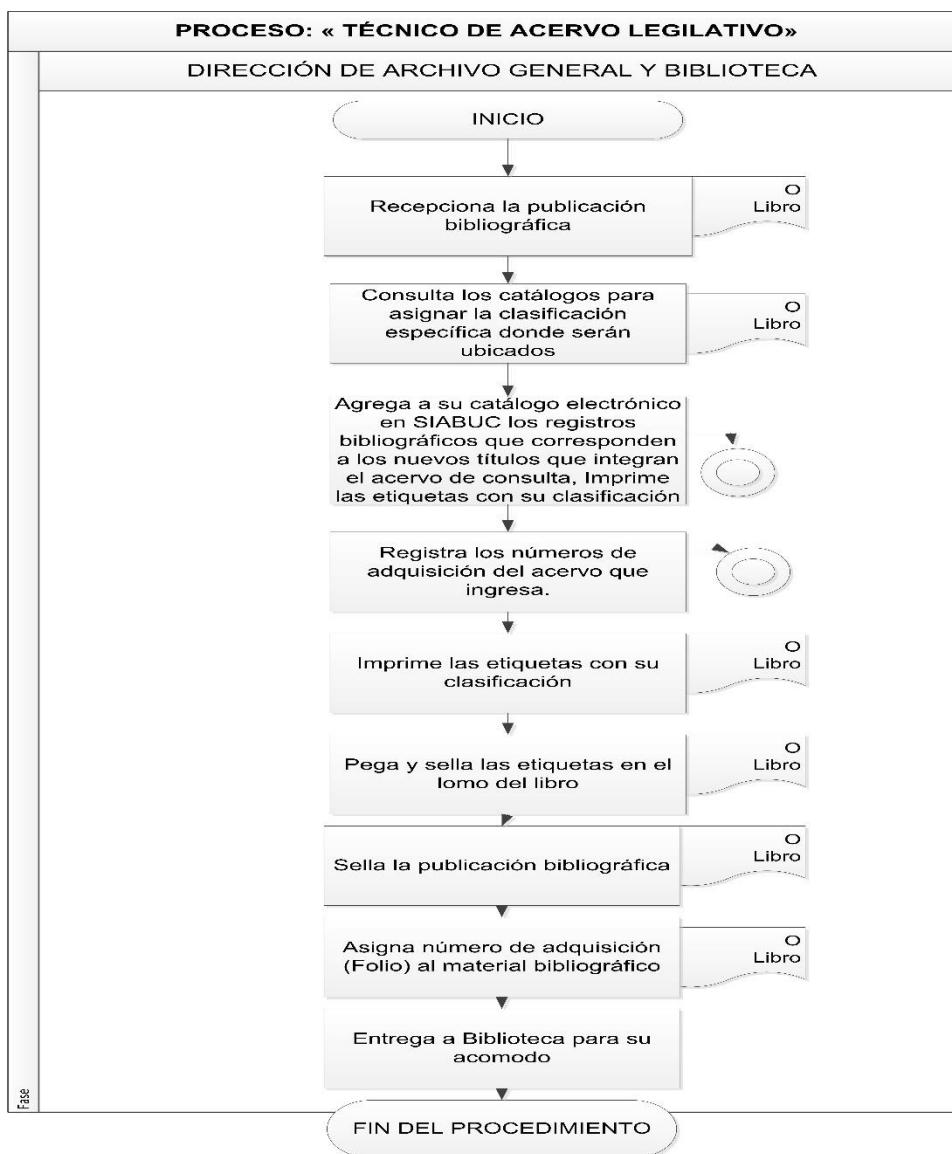 PROCESO: « TÉCNICO DE ACERVO LEGILATIVO»
DIRECCIÓN DE ARCHIVO GENERAL Y BIBLIOTECA
INICIO
Recepciona la publicación
bibliográfica
O
Libro
Consulta los catálogos para
asignar la clasificación
específica donde serán
ubicados
O
Libro
Agrega a su catálogo electrónico
en SIABUC los registros
bibliográficos que corresponden
a los nuevos títulos que integran
el acervo de consulta, Imprime
las etiquetas con su clasificación
Registra los números de
adquisición del acervo que
ingresa.
Imprime las etiquetas con su
clasificación
O
Libro
Pega y sella las etiquetas en el
lomo del libro
O
Libro
Sella la publicación bibliográfica
O
Libro
Asigna número de adquisición
(Folio) al material bibliográfico
O
Libro
Entrega a Biblioteca para su
acomodo
FIN DEL PROCEDIMIENTO
Fase